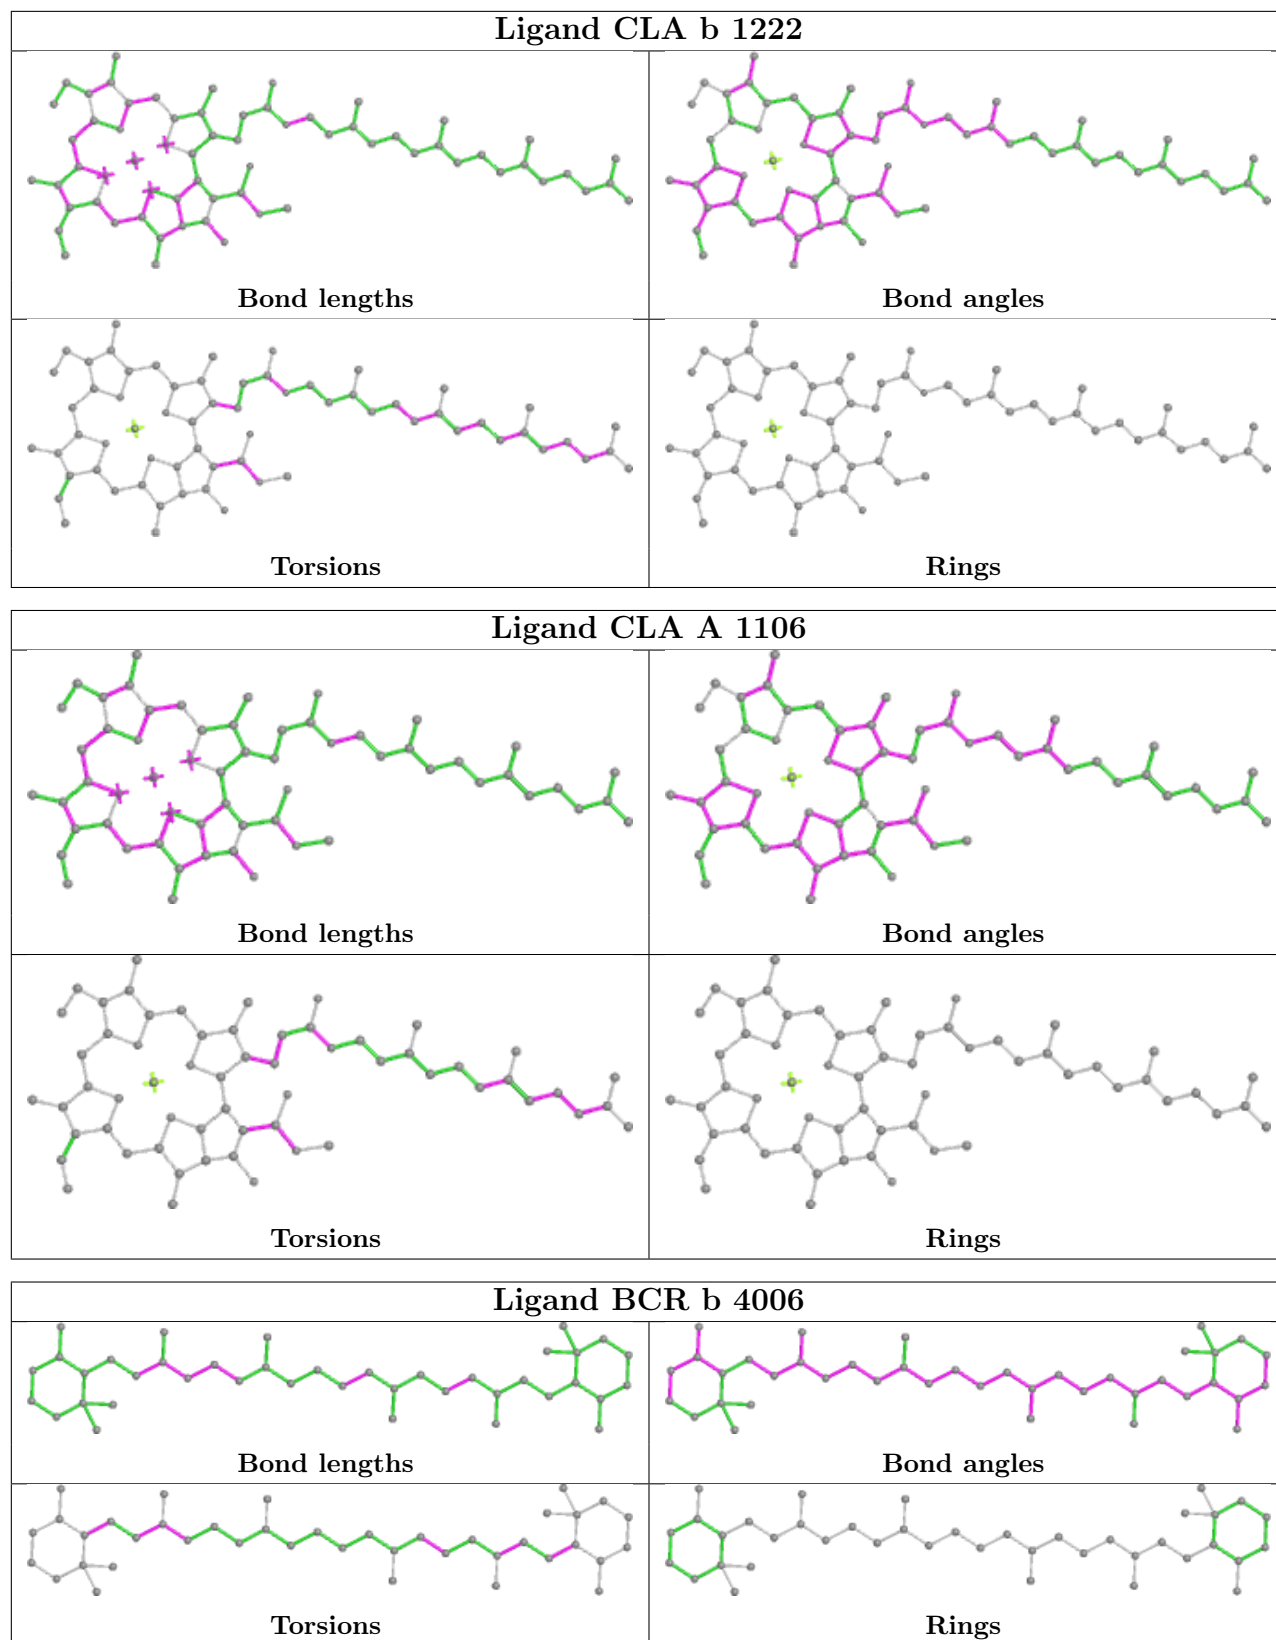 Ligand CLA b 1222
Bond lengths
Bond angles
Torsions
Rings
Ligand CLA A 1106
Bond lengths
Bond angles
Torsions
Rings
Ligand BCR b 4006
Bond lengths
Bond angles
Torsions
Rings